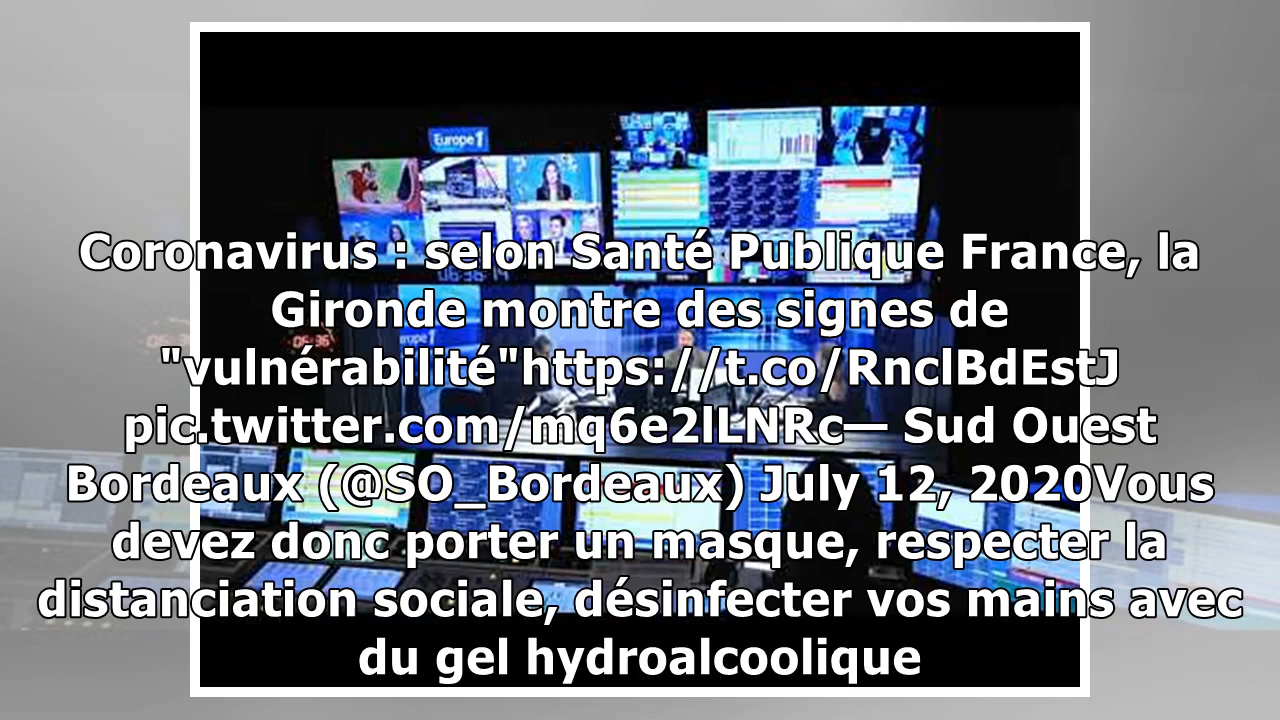 Europe 1
Coronavirus : selon Santé Publique France, la
Gironde montre des signes de
"vulnérabilité"https://t.co/RnclBdEstJ
pic.twitter.com/mq6e2lLNRc— Sud Ouest
Bordeaux (@SO_Bordeaux) July 12, 2020Vous
devez donc porter un masque, respecter la
distanciation sociale, désinfecter vos mains avec
du gel hydroalcoolique